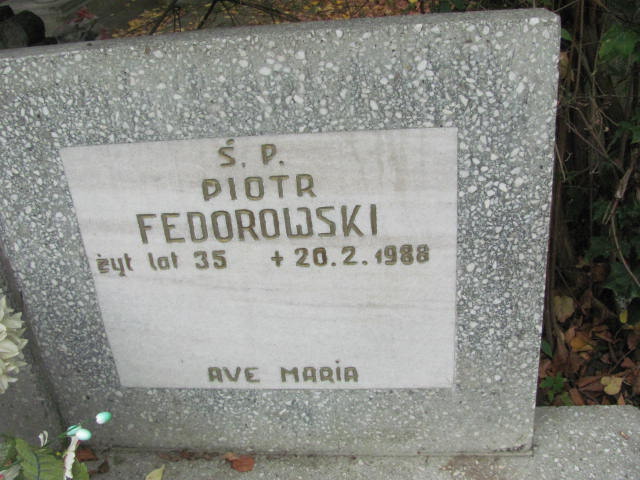 Ś. P.
PIOTR
FEDOROWSKI
żył lat 35 + 20.2.1988
AVE MARIA